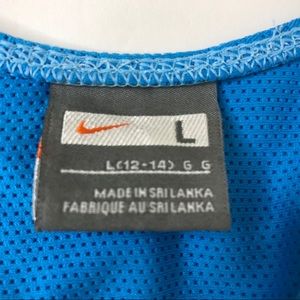 L
L(12-14) G G
MADE IN SRI LANKA
FABRIQUE AU SRI LANKA